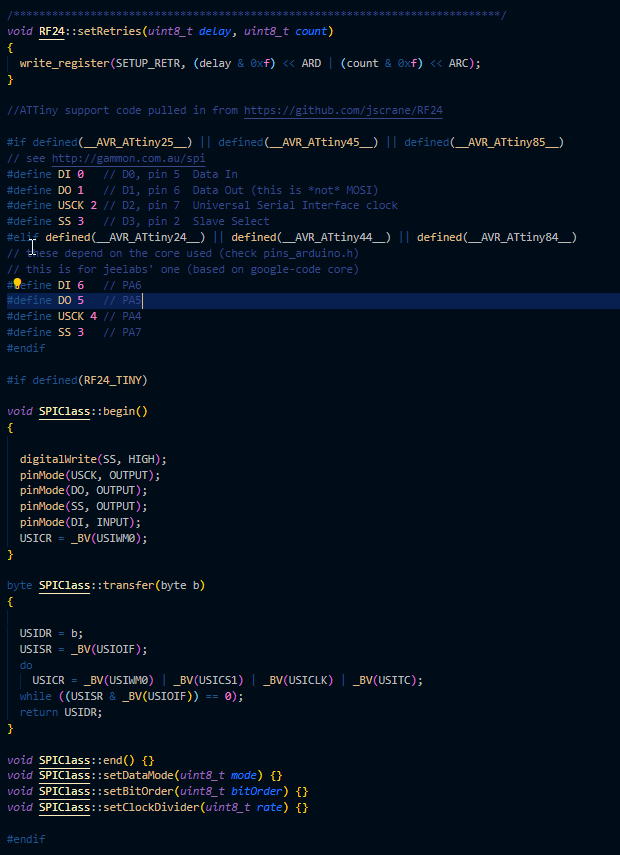 /****************************************************************************/
void RF24::setRetries(uint8_t delay, uint8_t count)
{
  write_register(SETUP_RETR, (delay & 0xf) << ARD | (count & 0xf) << ARC);
}

//ATTiny support code pulled in from https://github.com/jscrane/RF24

#if defined(__AVR_ATtiny25__) || defined(__AVR_ATtiny45__) || defined(__AVR_ATtiny85__)
// see http://gammon.com.au/spi
#define DI 0   // D0, pin 5  Data In
#define DO 1   // D1, pin 6  Data Out (this is *not* MOSI)
#define USCK 2 // D2, pin 7  Universal Serial Interface clock
#define SS 3   // D3, pin 2  Slave Select
#elif defined(__AVR_ATtiny24__) || defined(__AVR_ATtiny44__) || defined(__AVR_ATtiny84__)
// these depend on the core used (check pins_arduino.h)
// this is for jeelabs' one (based on google-code core)
#define DI 6   // PA6
#define DO 5   // PA5
#define USCK 4 // PA4
#define SS 3   // PA7
#endif

#if defined(RF24_TINY)

void SPIClass::begin()
{

  digitalWrite(SS, HIGH);
  pinMode(USCK, OUTPUT);
  pinMode(DO, OUTPUT);
  pinMode(SS, OUTPUT);
  pinMode(DI, INPUT);
  USICR = _BV(USIWM0);
}

byte SPIClass::transfer(byte b)
{

  USIDR = b;
  USISR = _BV(USIOIF);
  do
    USICR = _BV(USIWM0) | _BV(USICS1) | _BV(USICLK) | _BV(USITC);
  while ((USISR & _BV(USIOIF)) == 0);
  return USIDR;
}

void SPIClass::end() {}
void SPIClass::setDataMode(uint8_t mode) {}
void SPIClass::setBitOrder(uint8_t bitOrder) {}
void SPIClass::setClockDivider(uint8_t rate) {}

#endif